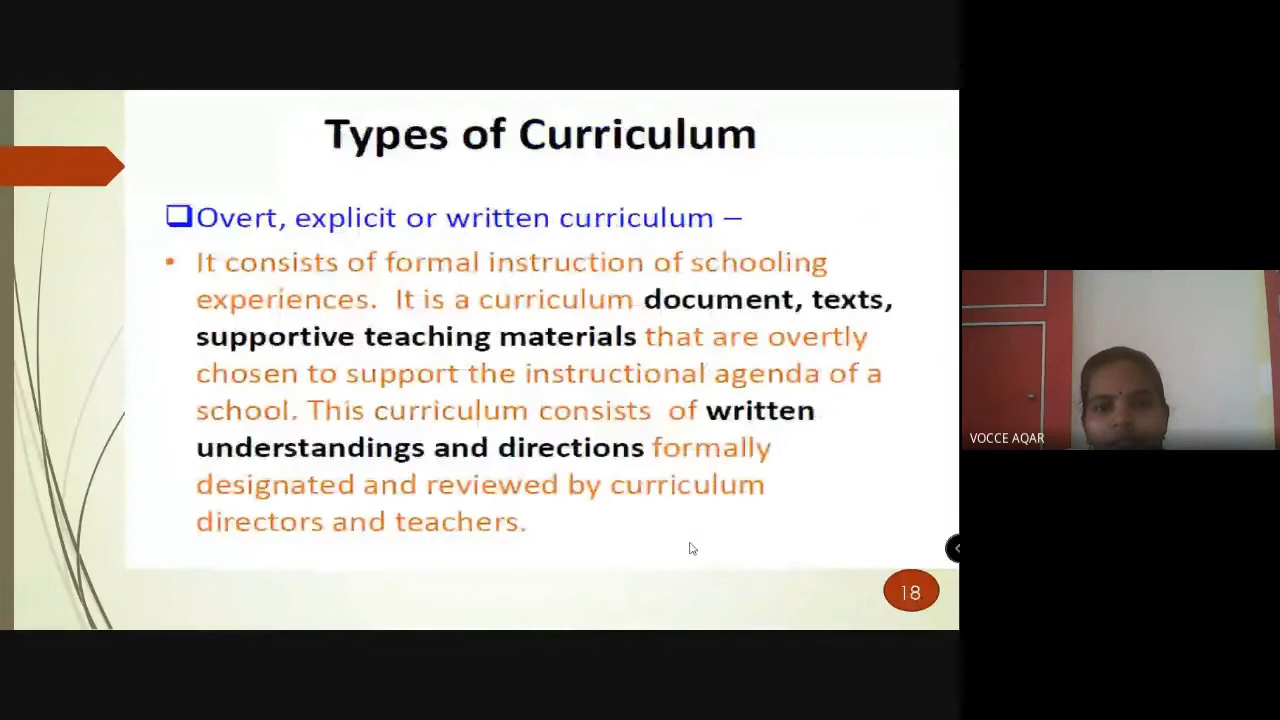 Types of Curriculum
Overt, explicit or written curriculum –
• It consists of formal instruction of schooling
experiences. It is a curriculum document, texts,
supportive teaching materials that are overtly
chosen to support the instructional agenda of a
school. This curriculum consists of written
understandings and directions formally
designated and reviewed by curriculum
directors and teachers.
18
VOCCE AQAR